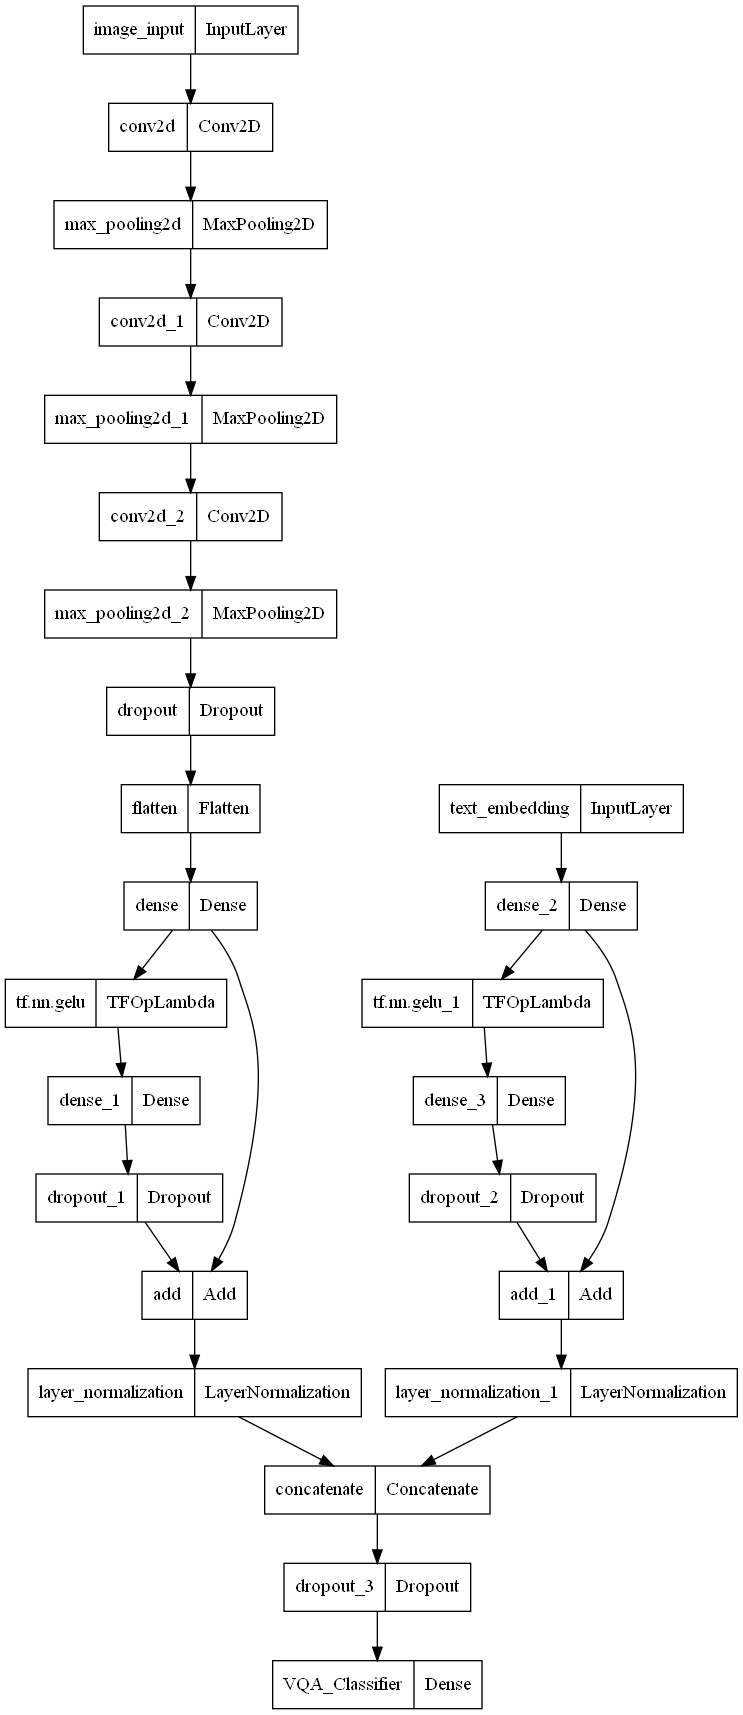 image_input InputLayer
conv2d Conv2D
max_pooling2d MaxPooling2D
conv2d_1 Conv2D
max_pooling2d_1 MaxPooling2D
conv2d_2 Conv2D
max_pooling2d_2 MaxPooling2D
dropout Dropout
flatten Flatten
text_embedding InputLayer
dense Dense
dense_2 Dense
tf.nn.gelu TFOpLambda
tf.nn.gelu_1 TFOpLambda
dense_1 Dense
dense_3 Dense
dropout_1 Dropout
dropout_2 Dropout
add Add
add_1 Add
layer_normalization LayerNormalization
layer_normalization_1 LayerNormalization
concatenate Concatenate
dropout_3 Dropout
VQA_Classifier Dense